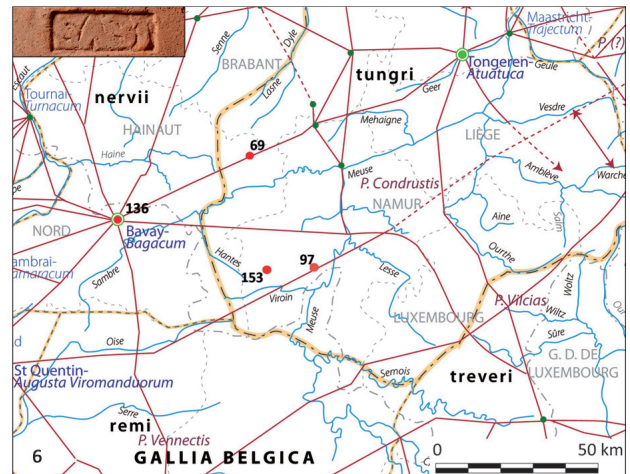 Maastricht-
Trajectum
P. (?)
Senne
Dyle
BRABANT
Lasne
tungri
Tongeren-
Atuatuca
Geule
Geer
Escaut
Tournai-
Turnacum
nervii
HAINAUT
Haine
Mehaigne
Vesdre
LIÈGE
69
Meuse
P. Condrustis
NAMUR
Amblève
Warche
Salm
136
NORD
Bavay-
Bagacum
Aine
Ourthe
Sambre
Hantes
153
97
Viroin
Lesse
Meuse
P. Vilcias
Woltz
Wiltz
Sûre
LUXEMBOURG
G. D. DE
LUXEMBOURG
Oise
St Quentin-
Augusta Viromanduorum
Semois
treveri
Serre
remi
P. Vennectis
6
GALLIA BELGICA
0
50 km